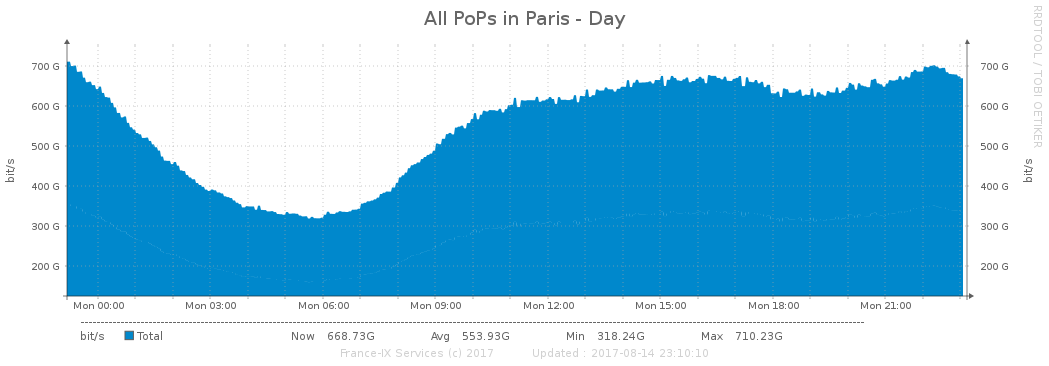 All PoPs in Paris - Day
RRDTOOL / TOBI OETIKER
bit/s
700 G
600 G
500 G
400 G
300 G
200 G
700 G
600 G
500 G
400 G
300 G
200 G
bit/s
Mon 00:00 Mon 03:00 Mon 06:00 Mon 09:00 Mon 12:00 Mon 15:00 Mon 18:00 Mon 21:00
bit/s Total Now 668.73G Avg 553.93G Min 318.24G Max 710.23G
France-IX Services (c) 2017 Updated : 2017-08-14 23:10:10